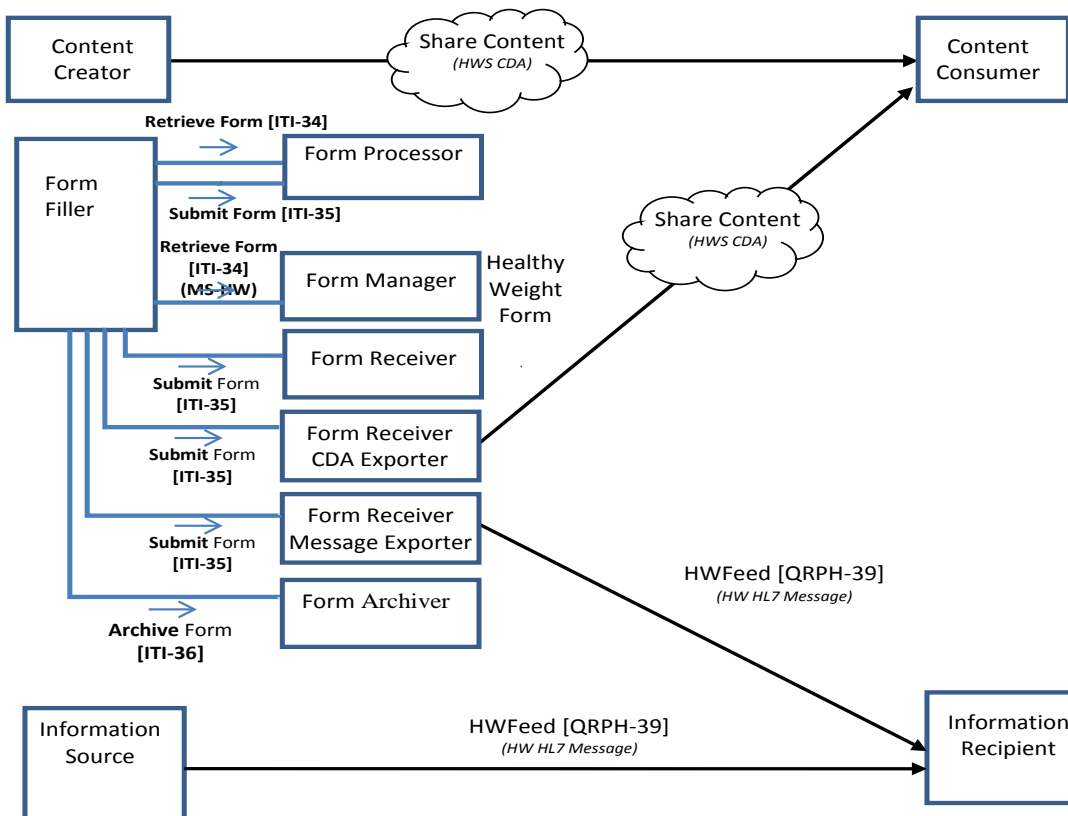 Content
Creator
Share Content
(HWS CDA)
Content
Consumer
Retrieve Form [ITI-34]
Form
Filler
Form Processor
Submit Form [ITI-35]
Share Content
(HWS CDA)
Retrieve Form
[ITI-34]
(MS-HW)
Form Manager
Healthy
Weight
Form
Form Receiver
Submit Form
[ITI-35]
Form Receiver
CDA Exporter
Submit Form
[ITI-35]
Form Receiver
Message Exporter
Submit Form
[ITI-35]
HWFeed [QRPH-39]
(HW HL7 Message)
Form Archiver
Archive Form
[ITI-36]
Information
Source
HWFeed [QRPH-39]
(HW HL7 Message)
Information
Recipient